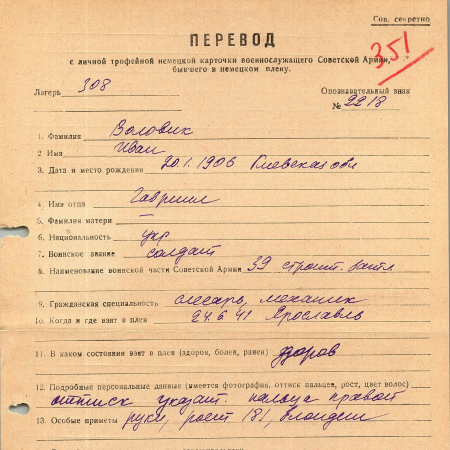 Сов. секретно
ПЕРЕВОД
351
с личной трофейной немецкой карточки военнослужащего Советской Армии,
бывшего в немецком плену.
Лагерь 308
Опознавательный знак
№ 2218
1. Фамилия Воловик
2 Имя Иван
3. Дата и место рождения 20.1.1906 Киевская обл
4. Имя отца Гавриил
5. Фамилия матери —
6. Национальность укр
7. Воинское звание солдат
8. Наименование воинской части Советской Армии 39 строит. батл
9. Гражданская специальность слесарь, механик
10. Когда и где взят в плен 24.6.41 Ярославль
11. В каком состоянии взят в плен (здоров, болен, ранен) здоров
12. Подробные персональные данные (имеется фотография, оттиск пальцев, рост, цвет волос)
оттиск указат. пальца правой
13. Особые приметы руки, рост 181, блондин